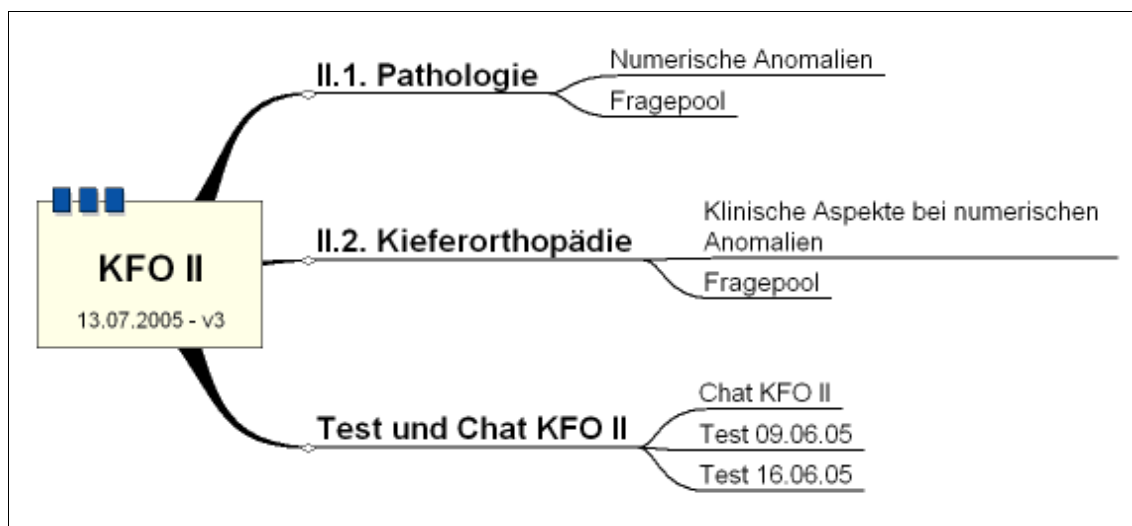 II.1. Pathologie
Numerische Anomalien
Fragepool
KFO II
13.07.2005 - v3
II.2. Kieferorthopädie
Klinische Aspekte bei numerischen
Anomalien
Fragepool
Test und Chat KFO II
Chat KFO II
Test 09.06.05
Test 16.06.05